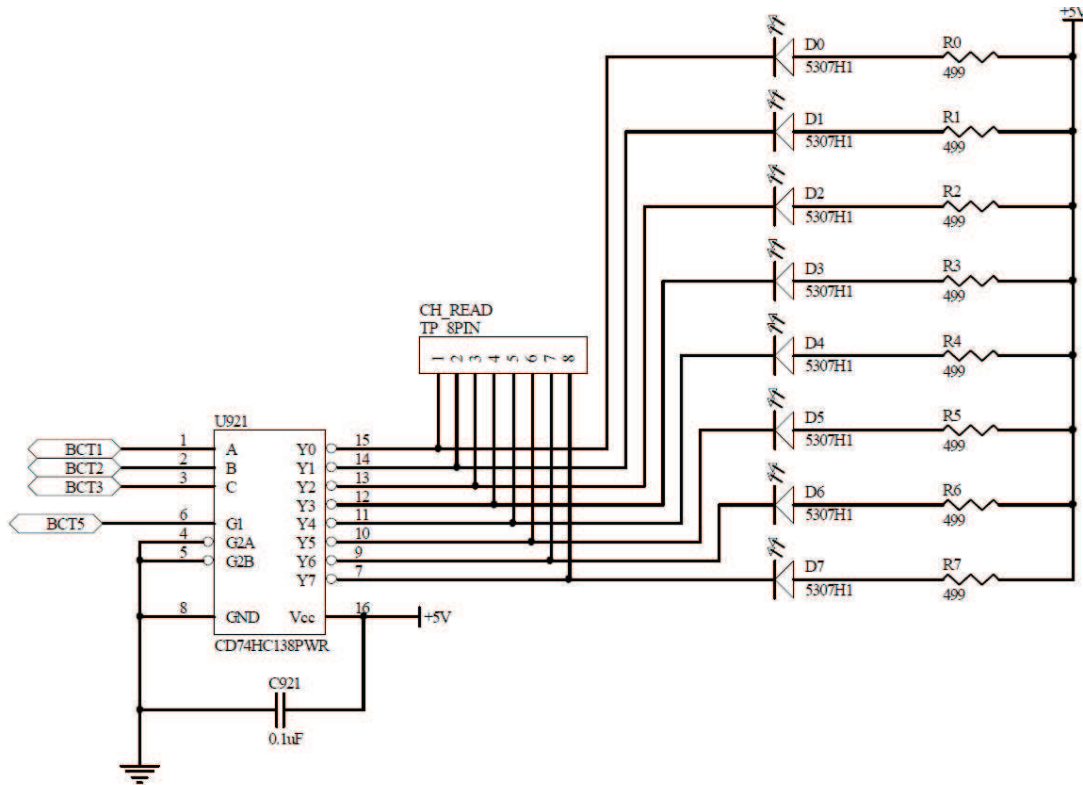 +5V
D0
5307H1
R0
499
D1
5307H1
R1
499
D2
5307H1
R2
499
D3
5307H1
R3
499
CH_READ
TP_8PIN
1 2 3 4 5 6 7 8
D4
5307H1
R4
499
D5
5307H1
R5
499
D6
5307H1
R6
499
D7
5307H1
R7
499
U921
BCT1 1 A Y0 15
BCT2 2 B Y1 14
BCT3 3 C Y2 13
Y3 12
BCT5 6 G1 Y4 11
4 G2A Y5 10
5 G2B Y6 9
Y7 7
8 GND Vcc 16 +5V
CD74HC138PWR
C921
0.1uF